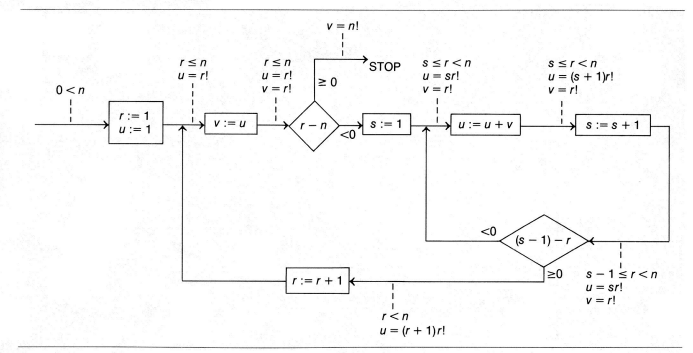 v = n!
STOP
0 < n
r ≤ n
u = r!
r ≤ n
u = r!
v = r!
≥ 0
s ≤ r < n
u = sr!
v = r!
s ≤ r < n
u = (s + 1)r!
v = r!
r := 1
u := 1
v := u
r – n
<0
s := 1
u := u + v
s := s + 1
<0
(s – 1) – r
≥0
s – 1 ≤ r < n
u = sr!
v = r!
r := r + 1
r < n
u = (r + 1)r!